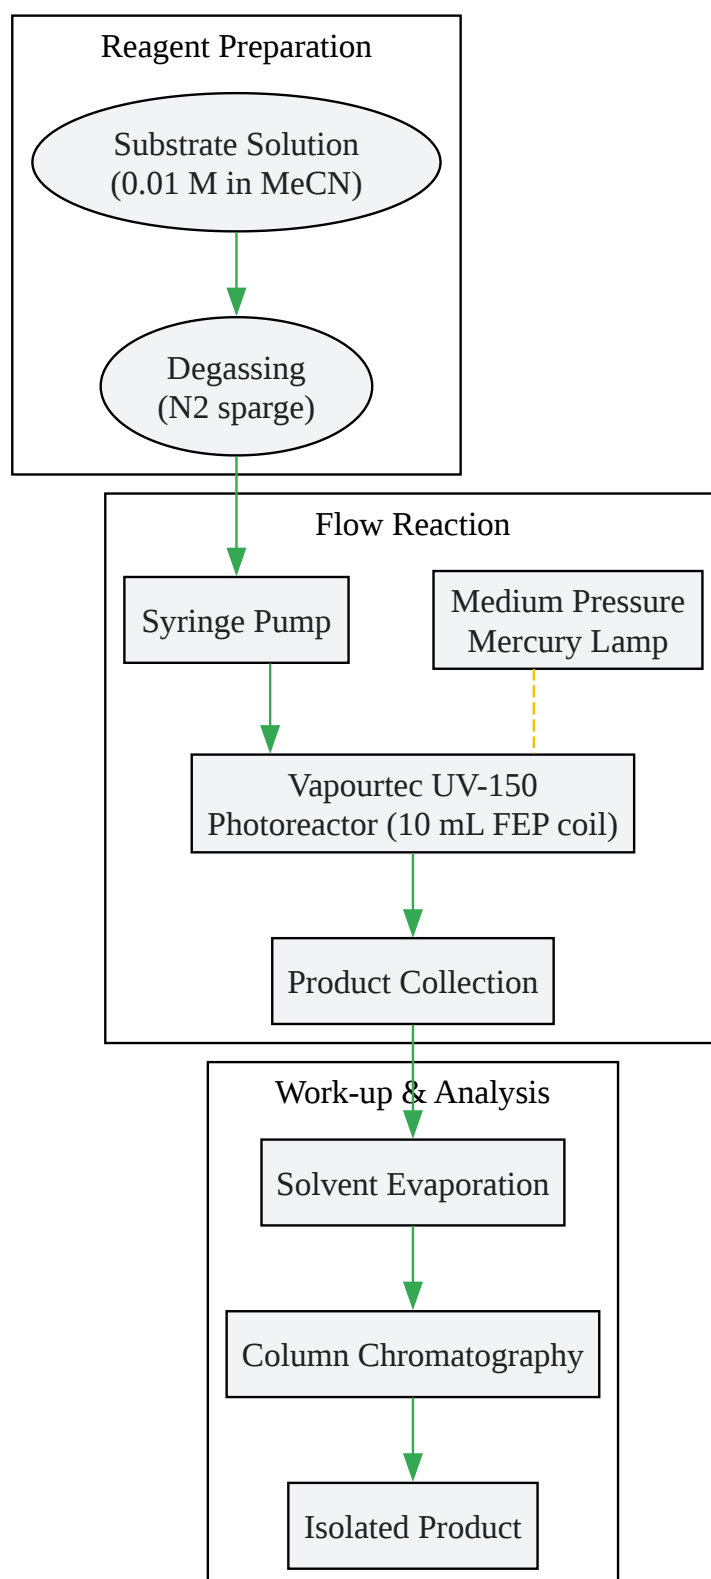 Reagent Preparation
Substrate Solution
(0.01 M in MeCN)
Degassing
(N2 sparge)
Flow Reaction
Syringe Pump
Medium Pressure
Mercury Lamp
Vapourtec UV-150
Photoreactor (10 mL FEP coil)
Product Collection
Work-up & Analysis
Solvent Evaporation
Column Chromatography
Isolated Product